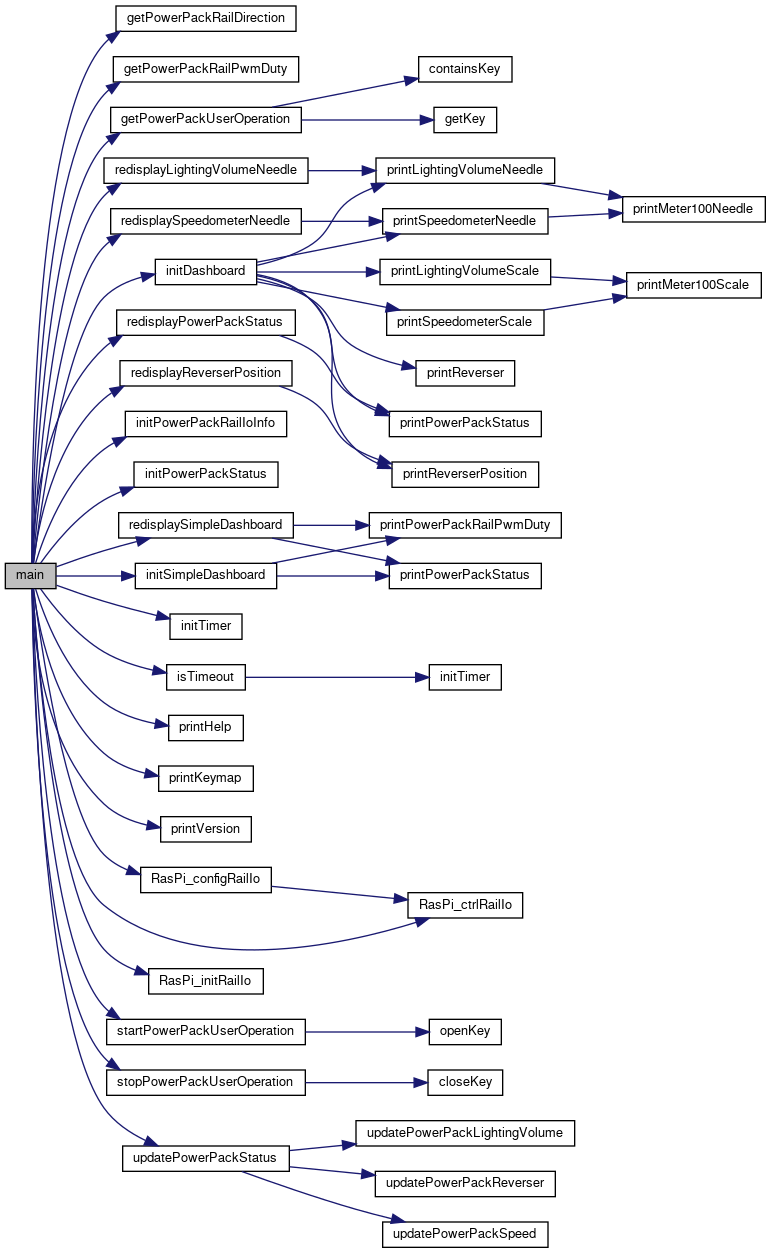 getPowerPackRailDirection
getPowerPackRailPwmDuty
containsKey
getPowerPackUserOperation
getKey
redisplayLightingVolumeNeedle
printLightingVolumeNeedle
printMeter100Needle
redisplaySpeedometerNeedle
printSpeedometerNeedle
initDashboard
printLightingVolumeScale
printMeter100Scale
redisplayPowerPackStatus
printSpeedometerScale
redisplayReverserPosition
printReverser
initPowerPackRailIoInfo
printPowerPackStatus
initPowerPackStatus
printReverserPosition
redisplaySimpleDashboard
printPowerPackRailPwmDuty
main
initSimpleDashboard
printPowerPackStatus
initTimer
isTimeout
initTimer
printHelp
printKeymap
printVersion
RasPi_configRailIo
RasPi_ctrlRailIo
RasPi_initRailIo
startPowerPackUserOperation
openKey
stopPowerPackUserOperation
closeKey
updatePowerPackLightingVolume
updatePowerPackStatus
updatePowerPackReverser
updatePowerPackSpeed